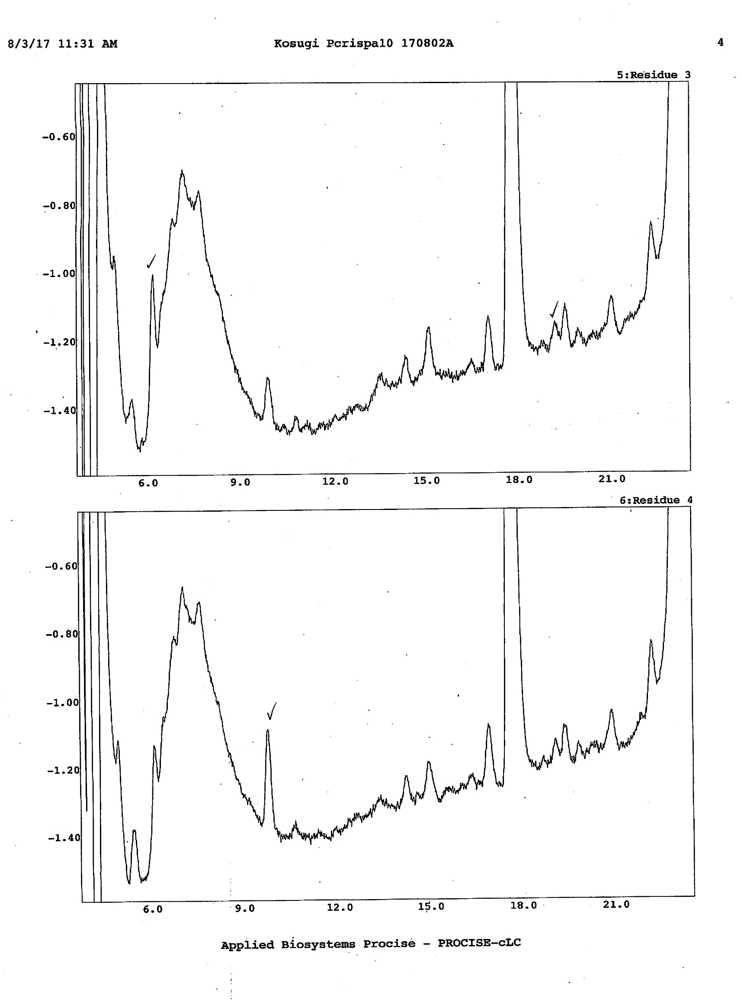 8/3/17 11:31 AM Kosugi Pcrispa10 170802A 4
5:Residue 3
-0.60
-0.80
-1.00
-1.20
-1.40
6.0 9.0 12.0 15.0 18.0 21.0
6:Residue 4
-0.60
-0.80
-1.00
-1.20
-1.40
6.0 9.0 12.0 15.0 18.0 21.0
Applied Biosystems Procise - PROCISE-cLC